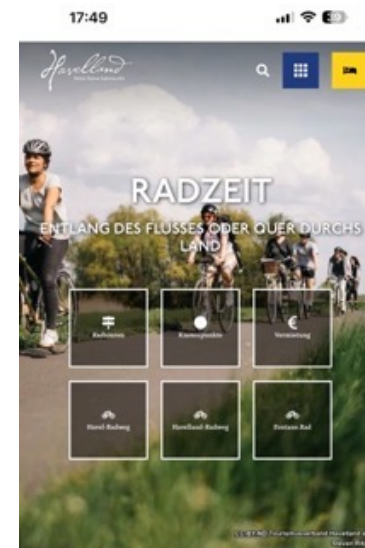 17:49
Havelland
RADZEIT
ENTLANG DES FLUSSES ODER QUER DURCHS
LAND
Radtouren
Knotenpunkte
€
Vermietung
Havel-Radweg
Havelland-Radweg
Fontane.Rad